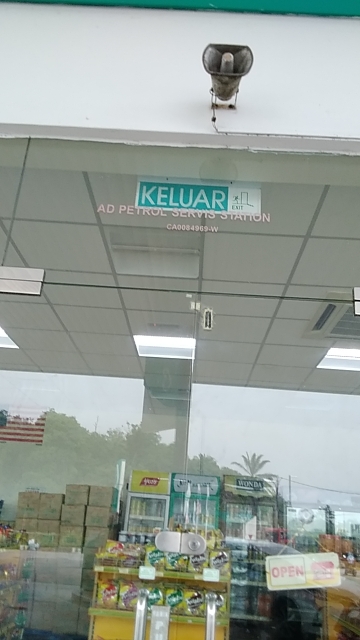 KELUAR
EXIT
AD PETROL SERVIS STATION
CA0084969-W
WONDA
OPEN